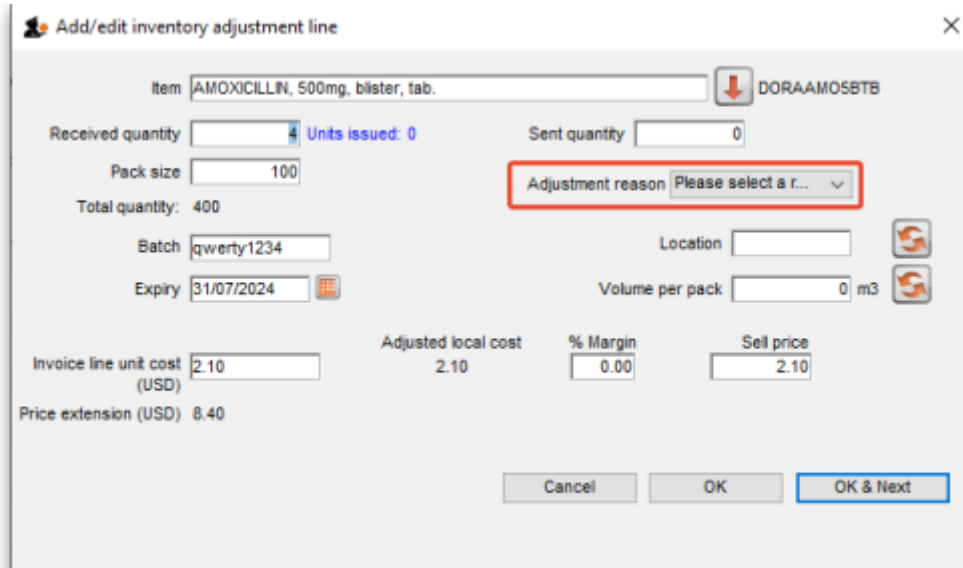 Add/edit inventory adjustment line
Item AMOXICILLIN, 500mg, blister, tab. DORAAMO5BTB
Received quantity 4 Units issued: 0 Sent quantity 0
Pack size 100 Adjustment reason Please select a r...
Total quantity: 400
Batch qwerty1234 Location
Expiry 31/07/2024 Volume per pack 0 m3
Adjusted local cost % Margin Sell price
Invoice line unit cost 2.10 2.10 0.00 2.10
(USD)
Price extension (USD) 8.40
Cancel OK OK & Next